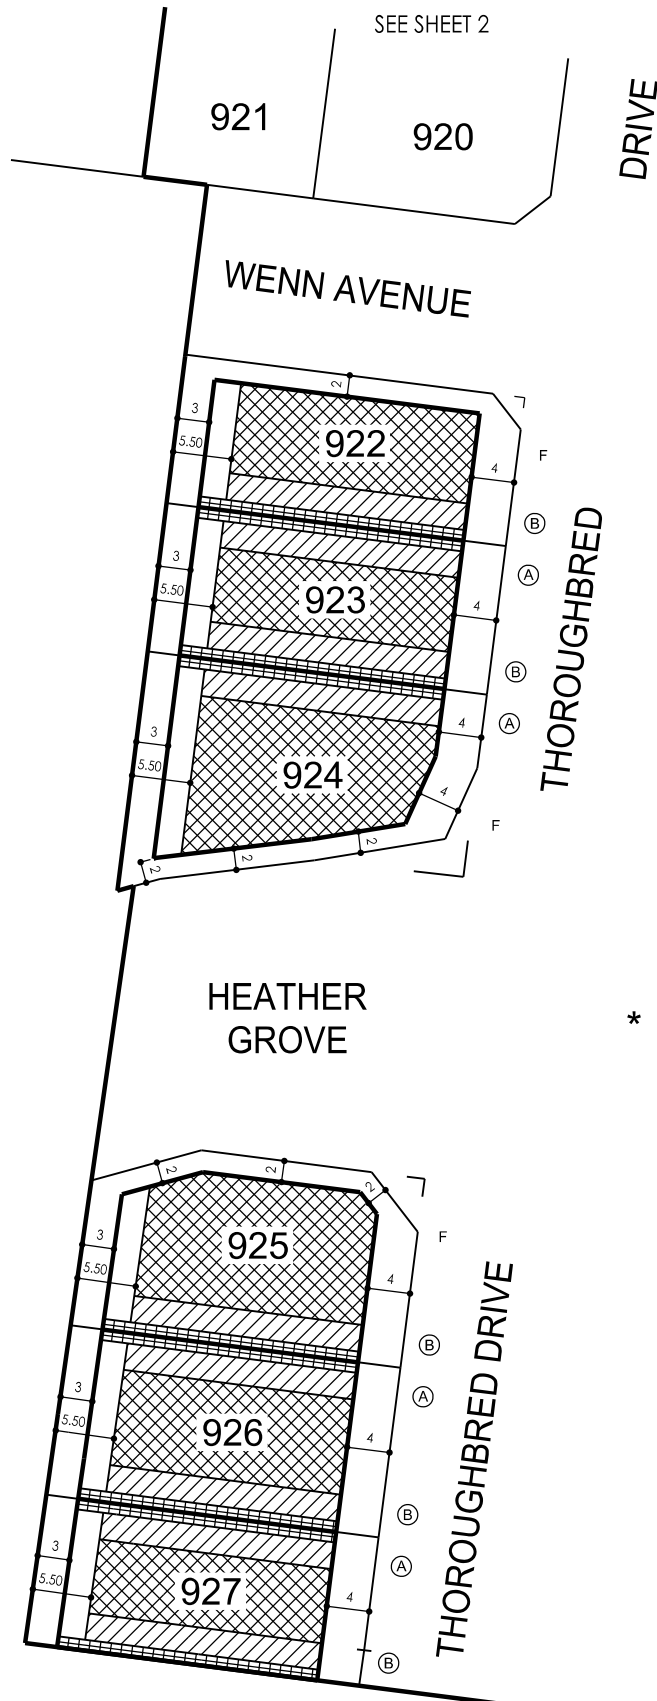 SEE SHEET 2
921
920
DRIVE
WENN AVENUE
2
922
3
5.50
4
F
B
A
THOROUGHBRED
923
3
5.50
4
B
A
924
3
5.50
4
4
F
2
2
2
HEATHER
GROVE
*
2
2
2
925
3
5.50
4
F
B
A
THOROUGHBRED DRIVE
926
3
5.50
4
B
A
927
3
5.50
4
B